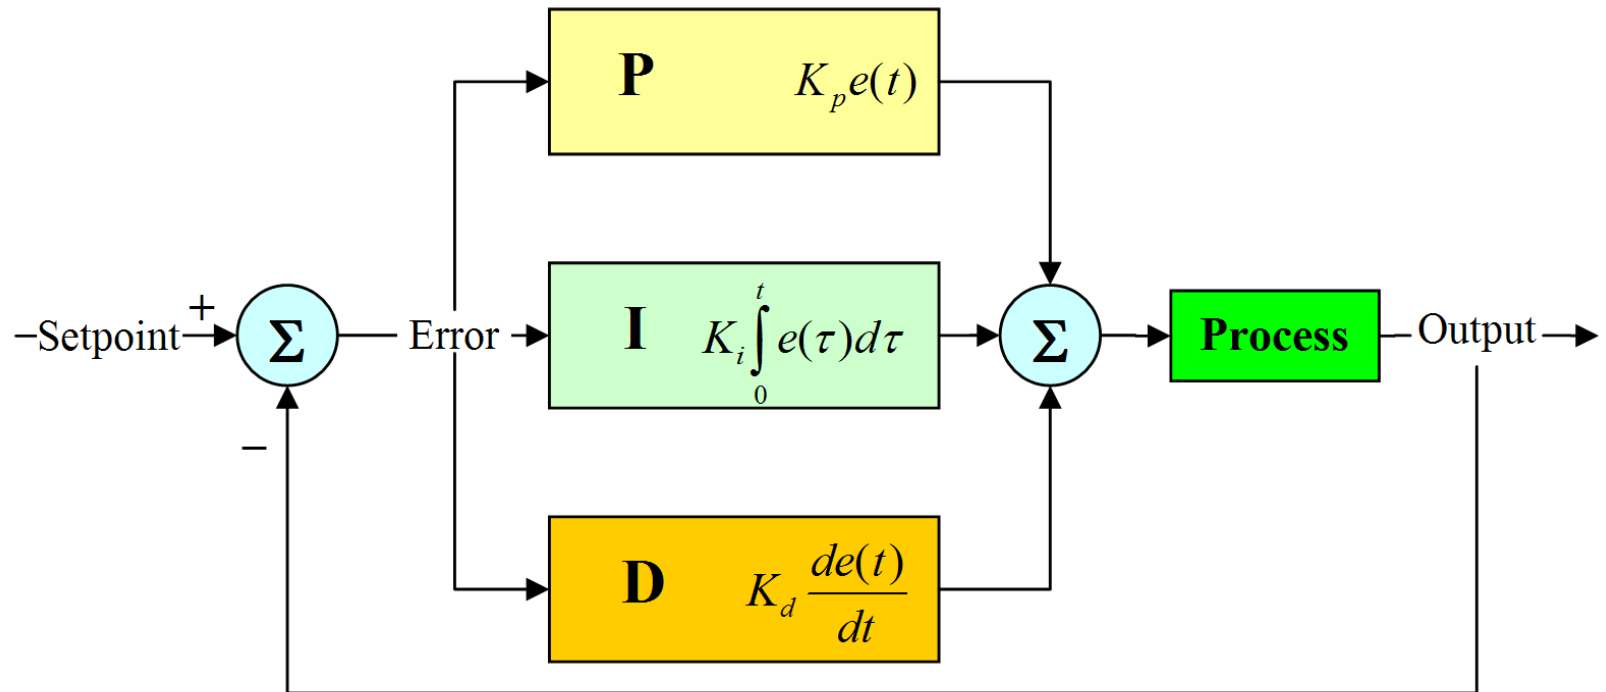 P K_p e(t)
+
Setpoint Σ Error I K_i ∫_0^t e(τ)dτ Σ Process Output
−
D K_d de(t)/dt